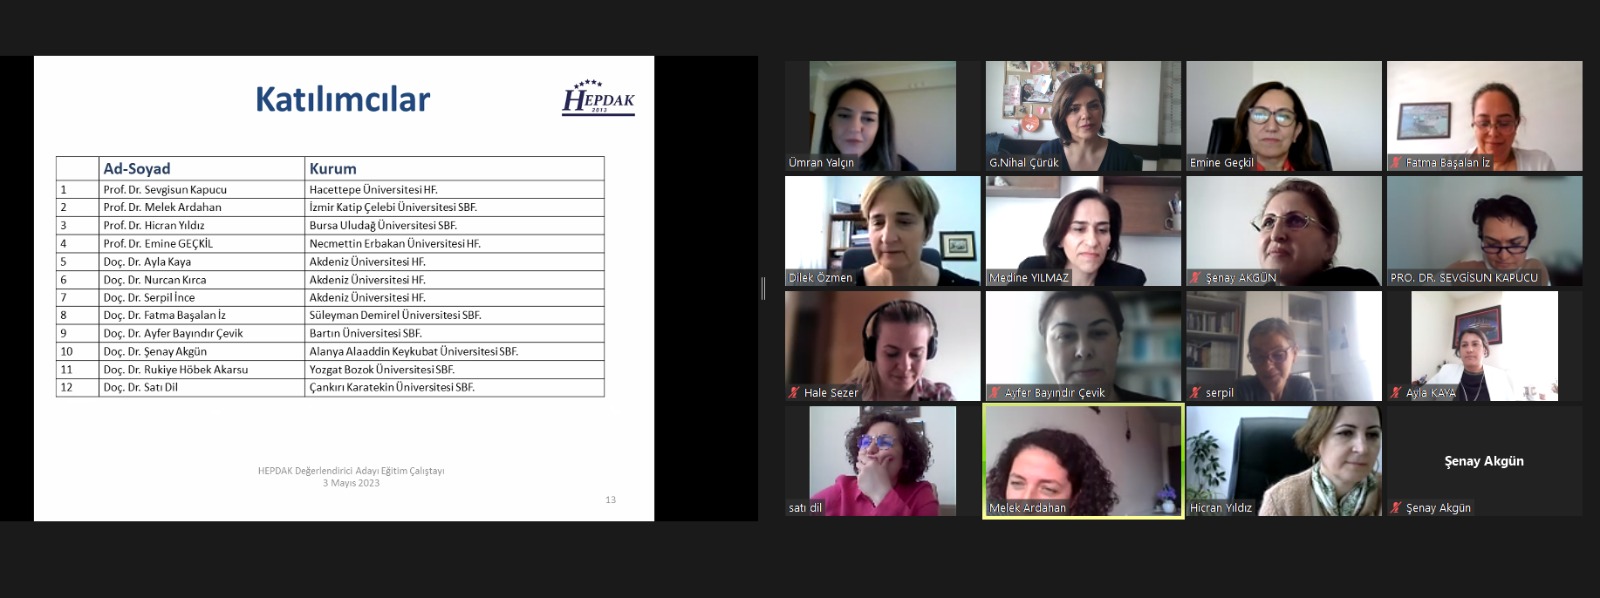 Katılımcılar
HEPDAK
2013
Ad-Soyad Kurum
1 Prof. Dr. Sevgisun Kapucu Hacettepe Üniversitesi HF.
2 Prof. Dr. Melek Ardahan İzmir Katip Çelebi Üniversitesi SBF.
3 Prof. Dr. Hicran Yıldız Bursa Uludağ Üniversitesi SBF.
4 Prof. Dr. Emine GEÇKİL Necmettin Erbakan Üniversitesi HF.
5 Doç. Dr. Ayla Kaya Akdeniz Üniversitesi HF.
6 Doç. Dr. Nurcan Kırca Akdeniz Üniversitesi HF.
7 Doç. Dr. Serpil İnce Akdeniz Üniversitesi HF.
8 Doç. Dr. Fatma Başalan İz Süleyman Demirel Üniversitesi SBF.
9 Doç. Dr. Ayfer Bayındır Çevik Bartın Üniversitesi SBF.
10 Doç. Dr. Şenay Akgün Alanya Alaaddin Keykubat Üniversitesi SBF.
11 Doç. Dr. Rukiye Höbek Akarsu Yozgat Bozok Üniversitesi SBF.
12 Doç. Dr. Satı Dil Çankırı Karatekin Üniversitesi SBF.
HEPDAK Değerlendirici Adayı Eğitim Çalıştayı
3 Mayıs 2023
13
Ümran Yalçın
G.Nihal Çürük
Emine Geçkil
Fatma Başalan İz
Dilek Özmen
Medine YILMAZ
Şenay AKGÜN
PRO. DR. SEVGİSUN KAPUCU
Hale Sezer
Ayfer Bayındır Çevik
serpil
Ayla KAYA
satı dil
Melek Ardahan
Hicran Yıldız
Şenay Akgün
Şenay Akgün